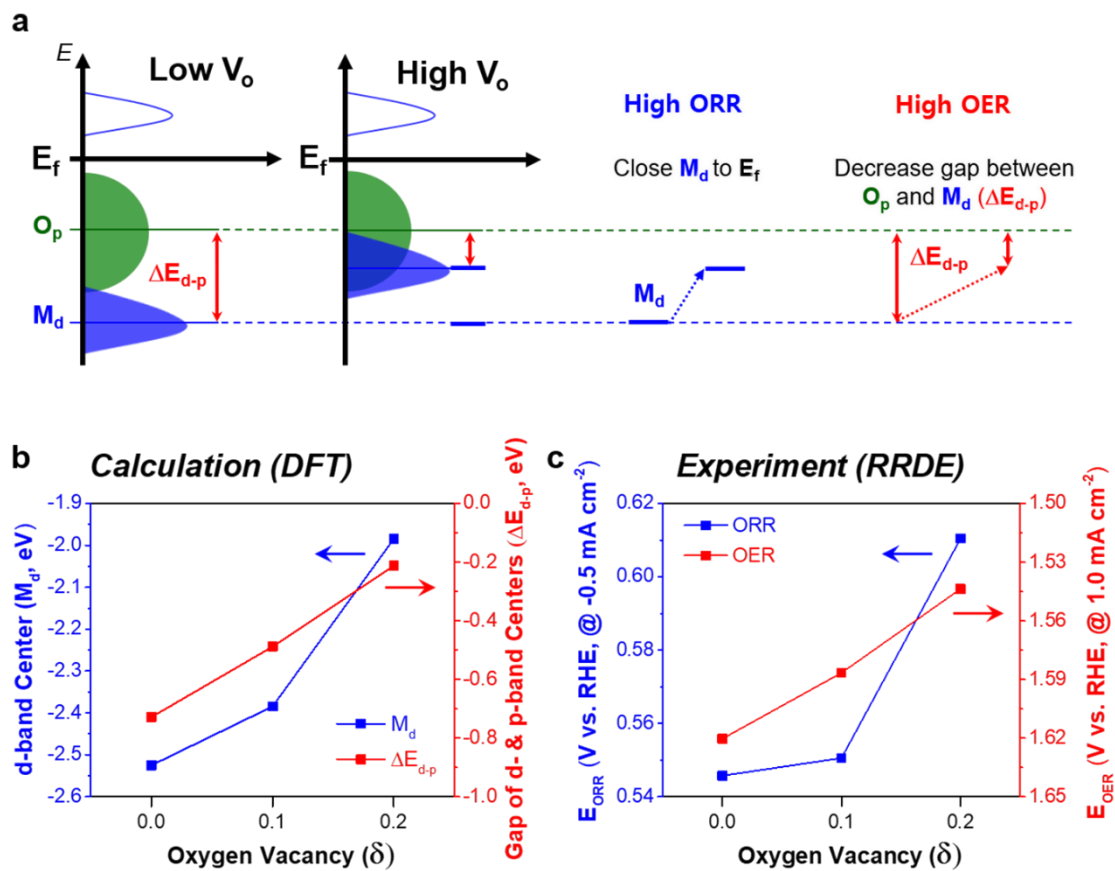 a
E
Low Vo
High Vo
High ORR
High OER
Ef
Ef
Close Md to Ef
Decrease gap between
Op and Md (ΔEd-p)
Op
ΔEd-p
ΔEd-p
Md
Md
b
Calculation (DFT)
d-band Center (Md, eV)
-1.9
-2.0
-2.1
-2.2
-2.3
-2.4
-2.5
-2.6
0.0
-0.2
-0.4
-0.6
-0.8
-1.0
Gap of d- & p-band Centers (ΔEd-p, eV)
Md
ΔEd-p
0.0
0.1
0.2
Oxygen Vacancy (δ)
c
Experiment (RRDE)
EORR (V vs. RHE, @ -0.5 mA cm-2)
0.62
0.60
0.58
0.56
0.54
ORR
OER
1.50
1.53
1.56
1.59
1.62
1.65
EOER (V vs. RHE, @ 1.0 mA cm-2)
0.0
0.1
0.2
Oxygen Vacancy (δ)